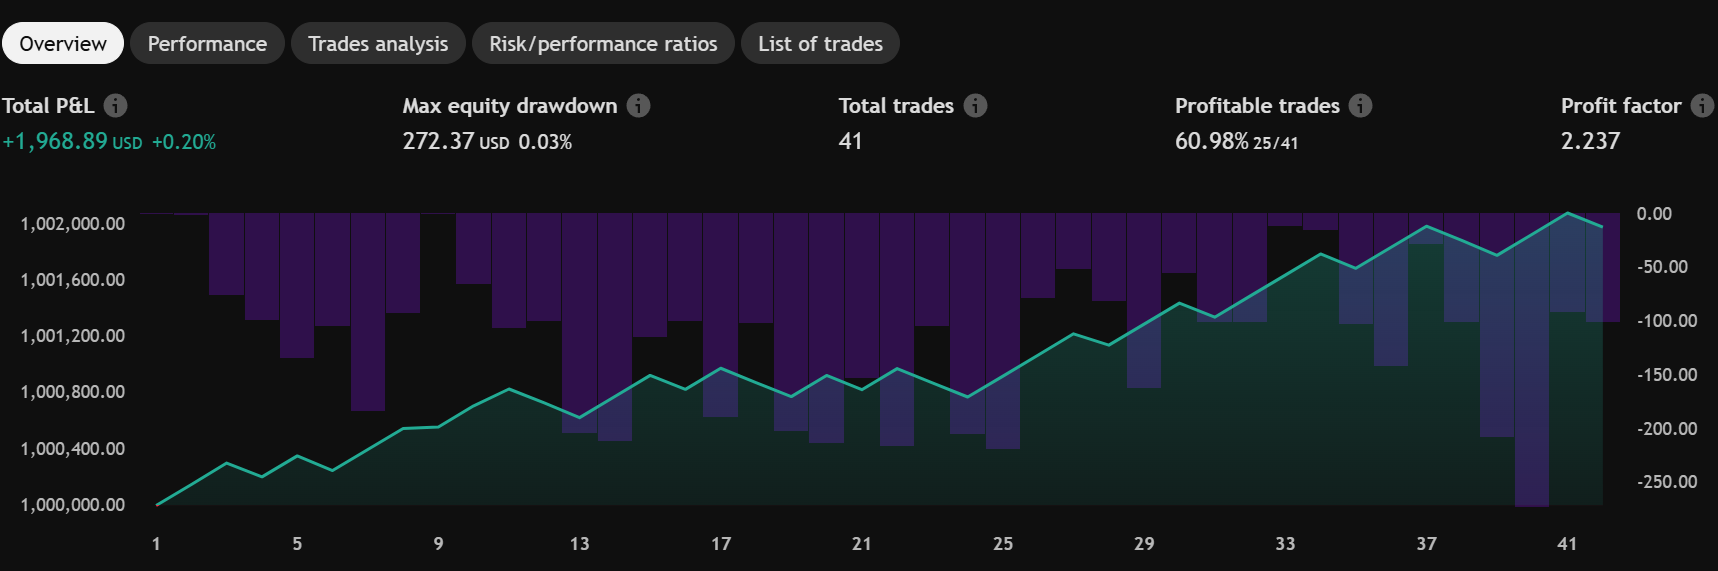 Overview Performance Trades analysis Risk/performance ratios List of trades
Total P&L Max equity drawdown Total trades Profitable trades Profit factor
+1,968.89 USD +0.20% 272.37 USD 0.03% 41 60.98% 25/41 2.237
1,002,000.00 0.00
1,001,600.00 -50.00
1,001,200.00 -100.00
1,000,800.00 -150.00
1,000,400.00 -200.00
1,000,000.00 -250.00
1 5 9 13 17 21 25 29 33 37 41